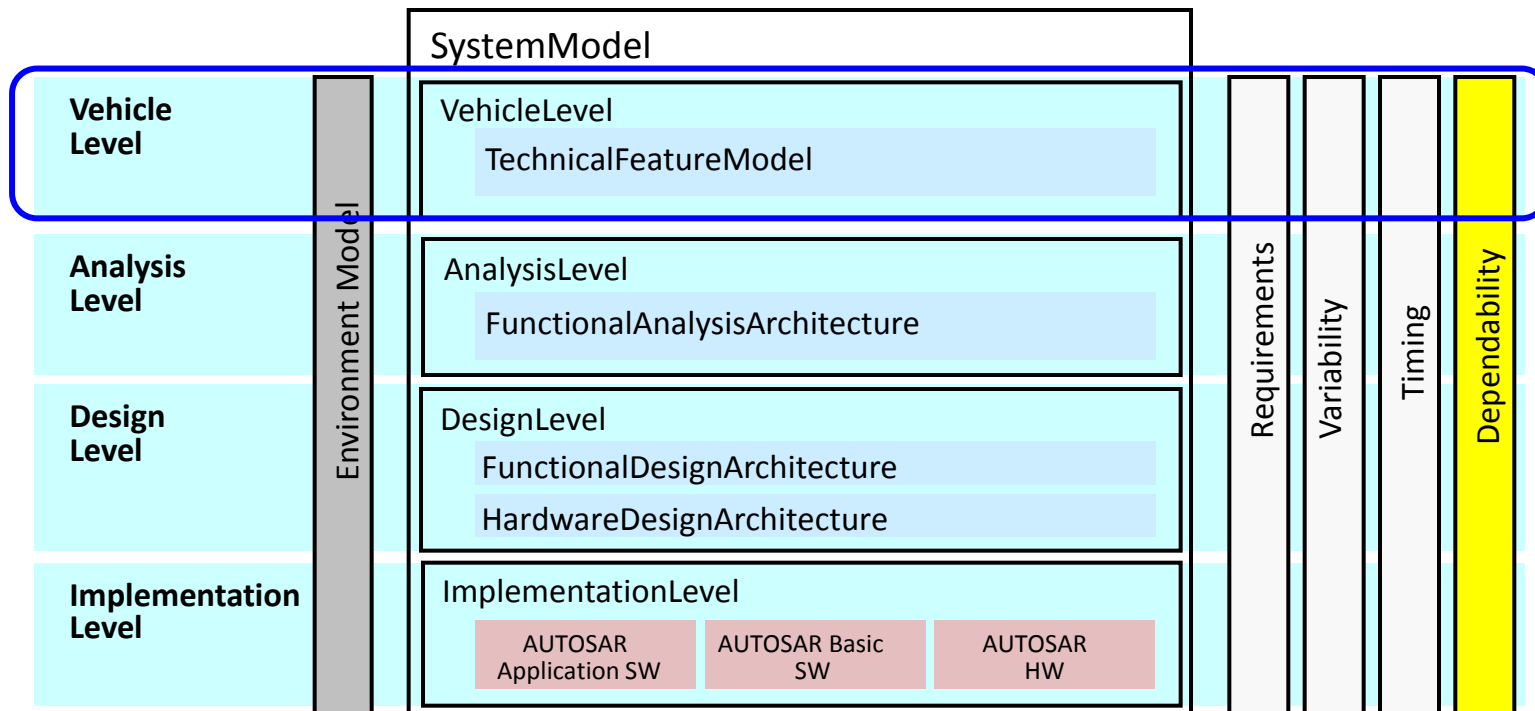 SystemModel
Vehicle
Level
VehicleLevel
TechnicalFeatureModel
Analysis
Level
AnalysisLevel
FunctionalAnalysisArchitecture
Design
Level
DesignLevel
FunctionalDesignArchitecture
HardwareDesignArchitecture
Implementation
Level
ImplementationLevel
AUTOSAR
Application SW
AUTOSAR Basic
SW
AUTOSAR
HW
Environment Model
Requirements
Variability
Timing
Dependability